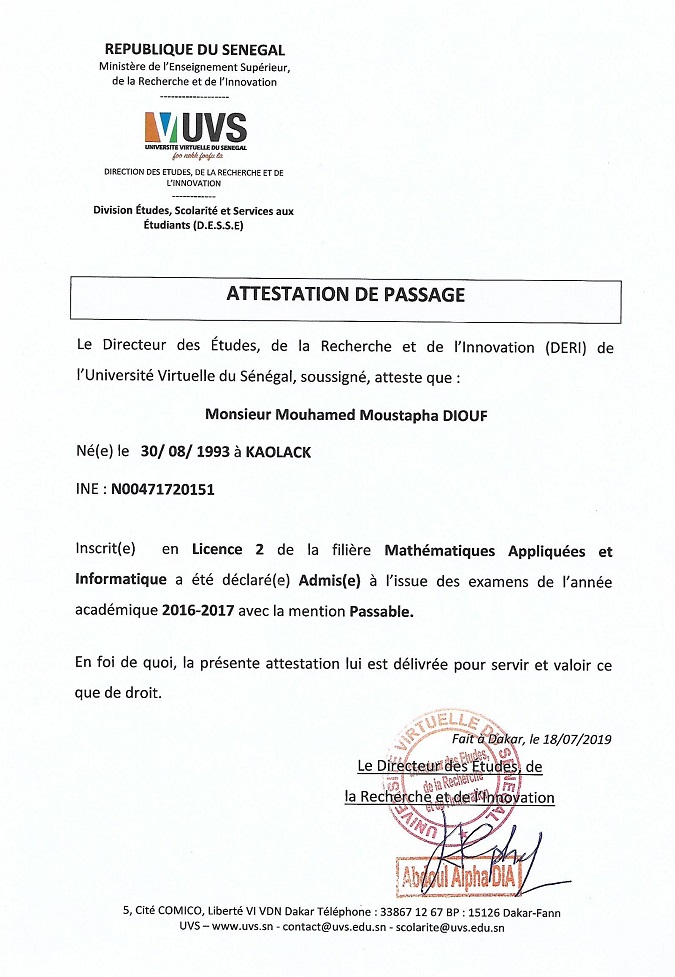 REPUBLIQUE DU SENEGAL
Ministère de l'Enseignement Supérieur,
de la Recherche et de l'Innovation
-------------------
UVS
UNIVERSITE VIRTUELLE DU SENEGAL
foo nekk foofu la
DIRECTION DES ETUDES, DE LA RECHERCHE ET DE
L'INNOVATION
------------
Division Études, Scolarité et Services aux
Étudiants (D.E.S.S.E)
ATTESTATION DE PASSAGE
Le Directeur des Études, de la Recherche et de l'Innovation (DERI) de
l'Université Virtuelle du Sénégal, soussigné, atteste que :
Monsieur Mouhamed Moustapha DIOUF
Né(e) le 30/ 08/ 1993 à KAOLACK
INE : N00471720151
Inscrit(e) en Licence 2 de la filière Mathématiques Appliquées et
Informatique a été déclaré(e) Admis(e) à l'issue des examens de l'année
académique 2016-2017 avec la mention Passable.
En foi de quoi, la présente attestation lui est délivrée pour servir et valoir ce
que de droit.
Fait à Dakar, le 18/07/2019
Le Directeur des Etudes, de
la Recherche et de l'Innovation
UNIVERSITE VIRTUELLE DU SENEGAL
Directeur des Etudes,
de la Recherche
et de l'Innovation
Abdoul Alpha DIA
5, Cité COMICO, Liberté VI VDN Dakar Téléphone : 33867 12 67 BP : 15126 Dakar-Fann
UVS – www.uvs.sn - contact@uvs.edu.sn - scolarite@uvs.edu.sn